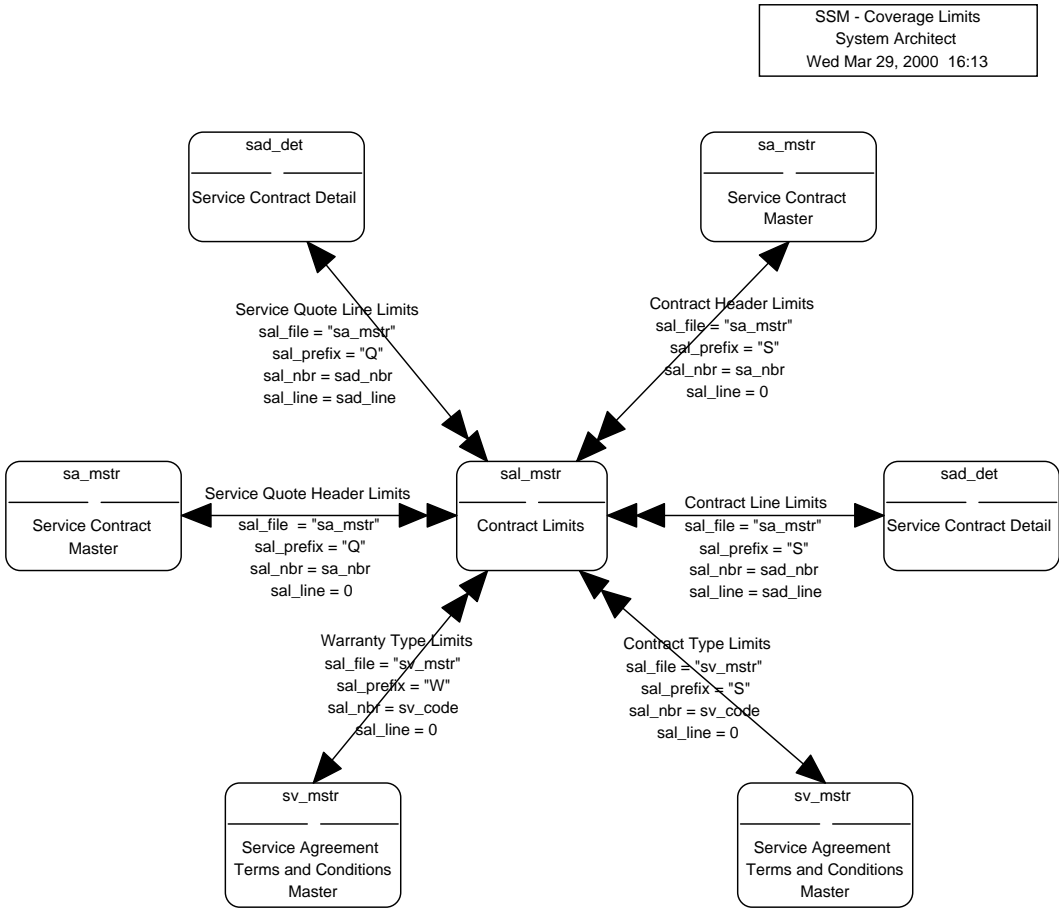 SSM - Coverage Limits
System Architect
Wed Mar 29, 2000  16:13
sad_det
Service Contract Detail
sa_mstr
Service Contract
Master
Service Quote Line Limits
sal_file = "sa_mstr"
sal_prefix = "Q"
sal_nbr = sad_nbr
sal_line = sad_line
Contract Header Limits
sal_file = "sa_mstr"
sal_prefix = "S"
sal_nbr = sa_nbr
sal_line = 0
sa_mstr
Service Contract
Master
Service Quote Header Limits
sal_file  = "sa_mstr"
sal_prefix = "Q"
sal_nbr = sa_nbr
sal_line = 0
sal_mstr
Contract Limits
Contract Line Limits
sal_file = "sa_mstr"
sal_prefix = "S"
sal_nbr = sad_nbr
sal_line = sad_line
sad_det
Service Contract Detail
Warranty Type Limits
sal_file = "sv_mstr"
sal_prefix = "W"
sal_nbr = sv_code
sal_line = 0
Contract Type Limits
sal_file = "sv_mstr"
sal_prefix = "S"
sal_nbr = sv_code
sal_line = 0
sv_mstr
Service Agreement
Terms and Conditions
Master
sv_mstr
Service Agreement
Terms and Conditions
Master